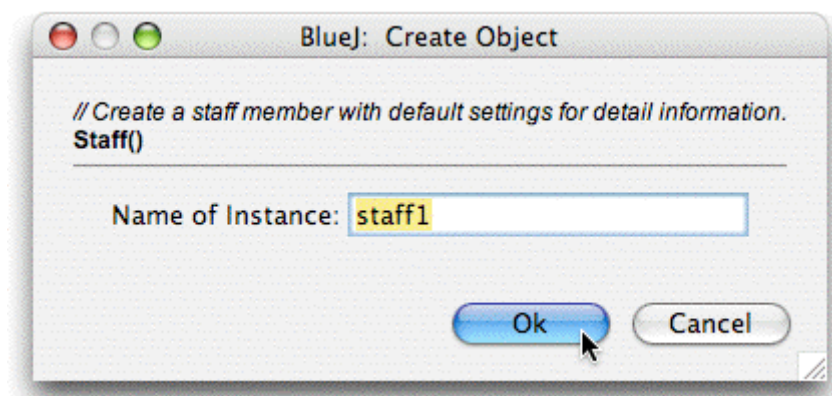 BlueJ: Create Object
// Create a staff member with default settings for detail information.
Staff()
Name of Instance: staff1
Ok Cancel